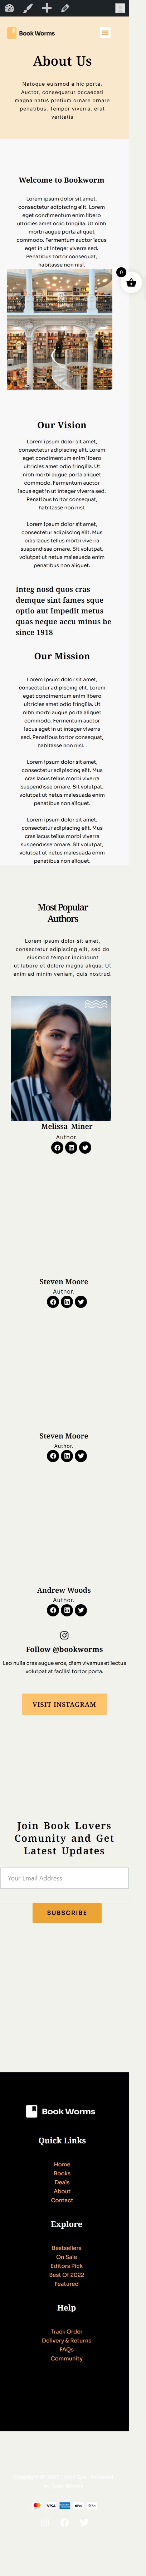 Book Worms
About Us
Natoque euismod a hic porta.
Auctor, consequatur occaecati
magna natus pretium ornare ornare
penatibus. Tempor viverra, erat
veritatis
0
Welcome to Bookworm
Lorem ipsum dolor sit amet,
consectetur adipiscing elit. Lorem
eget condimentum enim libero
ultricies amet odio fringilla. Ut
nibh morbi augue porta aliquet
commodo. Fermentum auctor
lacus eget in ut integer viverra
sed. Penatibus tortor consequat,
habitasse non nisl.
Our Vision
Lorem ipsum dolor sit amet,
consectetur adipiscing elit. Lorem
eget condimentum enim libero
ultricies amet odio fringilla. Ut
nibh morbi augue porta aliquet
commodo. Fermentum auctor
lacus eget in ut integer viverra sed.
Penatibus tortor consequat,
habitasse non nisl.
Lorem ipsum dolor sit amet,
consectetur adipiscing elit. Mus
cras lacus tellus morbi viverra
suspendisse ornare. Sit volutpat,
volutpat ut netus malesuada enim
penatibus non aliquet.
Integ nosd quos cras
demque sint fames sque
optio aut Impedit metus
quas neque accu minus be
since 1918
Our Mission
Lorem ipsum dolor sit amet,
consectetur adipiscing elit. Lorem
eget condimentum enim libero
ultricies amet odio fringilla. Ut
nibh morbi augue porta aliquet
commodo. Fermentum auctor
lacus eget in ut integer viverra
sed. Penatibus tortor consequat,
habitasse non nisl. .
Lorem ipsum dolor sit amet,
consectetur adipiscing elit. Mus
cras lacus tellus morbi viverra
suspendisse ornare. Sit volutpat,
volutpat ut netus malesuada enim
penatibus non aliquet.
Lorem ipsum dolor sit amet,
consectetur adipiscing elit. Mus
cras lacus tellus morbi viverra
suspendisse ornare. Sit volutpat,
volutpat ut netus malesuada enim
penatibus non aliquet.
Most Popular
Authors
Lorem ipsum dolor sit amet,
consectetur adipiscing elit, sed do
eiusmod tempor incididunt
ut labore et dolore magna aliqua. Ut
enim ad minim veniam, quis nostrud.
Melissa Miner
Author.
Steven Moore
Author.
Steven Moore
Author.
Andrew Woods
Author.
Follow @bookworms
Leo nulla cras augue eros, diam vivamus et lectus
volutpat at facilisi tortor porta.
VISIT INSTAGRAM
Join Book Lovers
Comunity and Get
Latest Updates
Your Email Address
SUBSCRIBE
Book Worms
Quick Links
Home
Books
Deals
About
Contact
Explore
Bestsellers
On Sale
Editors Pick
Best Of 2022
Featured
Help
Track Order
Delivery & Returns
FAQs
Community